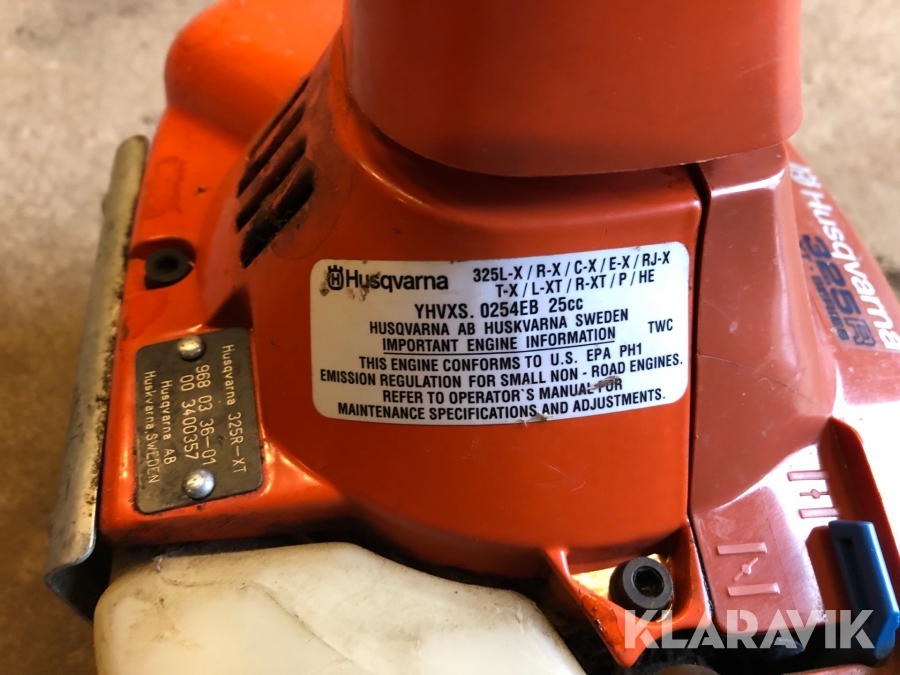 Husqvarna 325L-X / R-X / C-X / E-X / RJ-X
T-X / L-XT / R-XT / P / HE
YHVXS. 0254EB 25cc
HUSQVARNA AB HUSKVARNA SWEDEN
IMPORTANT ENGINE INFORMATION TWC
THIS ENGINE CONFORMS TO U.S. EPA PH1
EMISSION REGULATION FOR SMALL NON - ROAD ENGINES.
REFER TO OPERATOR`S MANUAL FOR
MAINTENANCE SPECIFICATIONS AND ADJUSTMENTS.
Husqvarna 325R-XT
968 03 36-01
00 3400357
Husqvarna AB
Huskvarna, SWEDEN
Husqvarna
325R
KLARAVIK